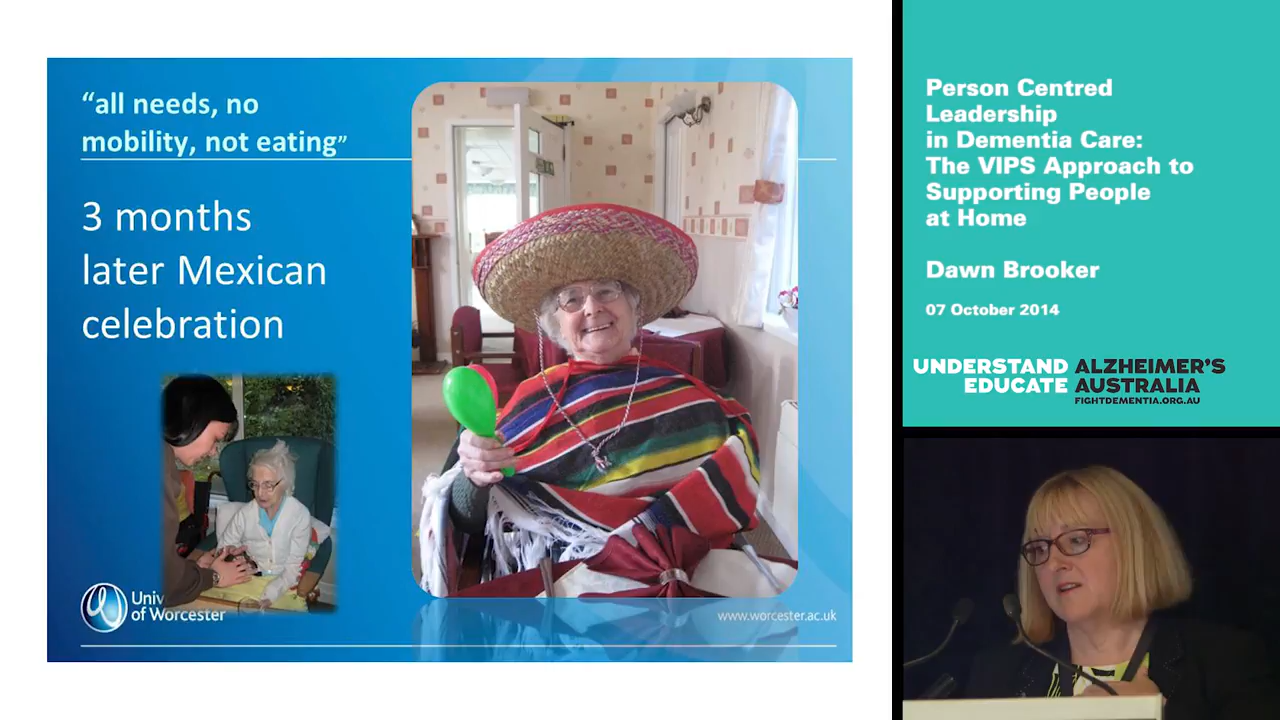 “all needs, no
mobility, not eating”
3 months
later Mexican
celebration
Univ
of Worcester
www.worcester.ac.uk
Person Centred
Leadership
in Dementia Care:
The VIPS Approach to
Supporting People
at Home
Dawn Brooker
07 October 2014
UNDERSTAND ALZHEIMER'S
EDUCATE AUSTRALIA
FIGHTDEMENTIA.ORG.AU